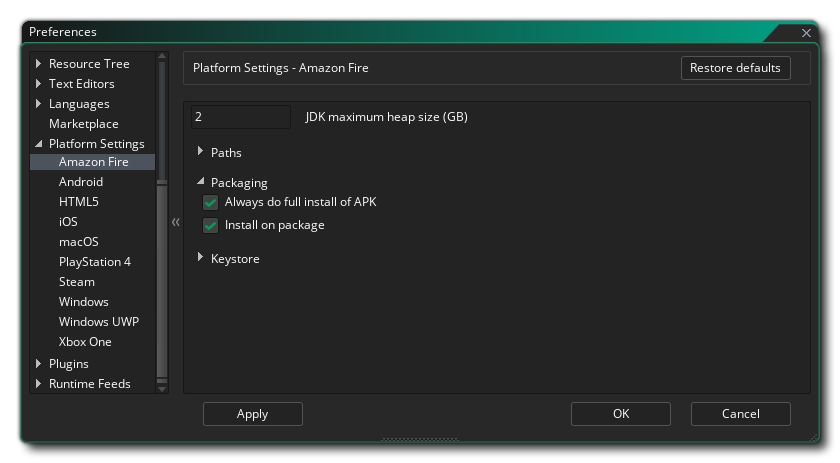 Preferences
Resource Tree
Text Editors
Languages
Marketplace
Platform Settings
Amazon Fire
Android
HTML5
iOS
macOS
PlayStation 4
Steam
Windows
Windows UWP
Xbox One
Plugins
Runtime Feeds
Platform Settings - Amazon Fire
Restore defaults
2 JDK maximum heap size (GB)
Paths
Packaging
Always do full install of APK
Install on package
Keystore
Apply OK Cancel